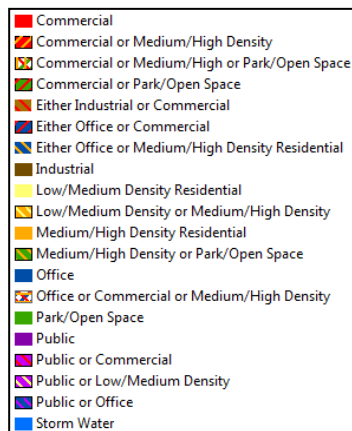 Commercial
Commercial or Medium/High Density
Commercial or Medium/High or Park/Open Space
Commercial or Park/Open Space
Either Industrial or Commercial
Either Office or Commercial
Either Office or Medium/High Density Residential
Industrial
Low/Medium Density Residential
Low/Medium Density or Medium/High Density
Medium/High Density Residential
Medium/High Density or Park/Open Space
Office
Office or Commercial or Medium/High Density
Park/Open Space
Public
Public or Commercial
Public or Low/Medium Density
Public or Office
Storm Water